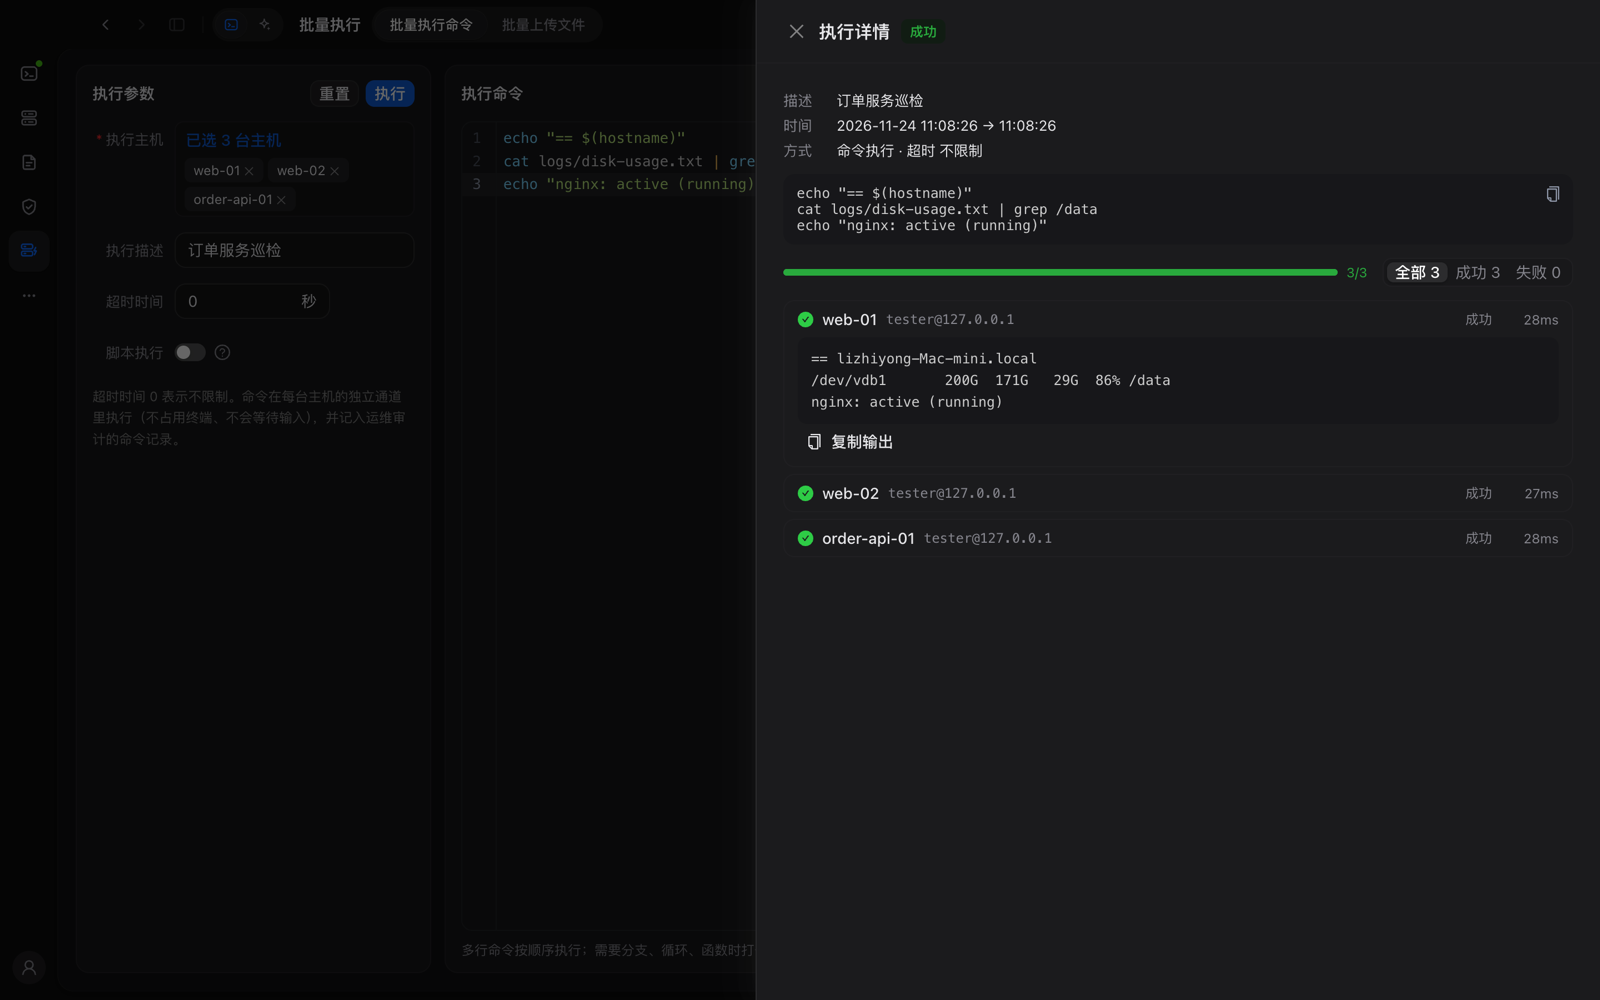 批量执行
批量执行命令
批量上传文件
执行参数
重置
执行
* 执行主机
已选 3 台主机
web-01
web-02
order-api-01
执行描述
订单服务巡检
超时时间
0
秒
脚本执行
超时时间 0 表示不限制。命令在每台主机的独立通道
里执行（不占用终端、不会等待输入），并记入运维审
计的命令记录。
执行命令
1 echo "== $(hostname)"
2 cat logs/disk-usage.txt | gre
3 echo "nginx: active (running)
多行命令按顺序执行；需要分支、循环、函数时打
执行详情
成功
描述 订单服务巡检
时间 2026-11-24 11:08:26 → 11:08:26
方式 命令执行 · 超时 不限制
echo "== $(hostname)"
cat logs/disk-usage.txt | grep /data
echo "nginx: active (running)"
3/3
全部 3
成功 3
失败 0
web-01 tester@127.0.0.1 成功 28ms
== lizhiyong-Mac-mini.local
/dev/vdb1 200G 171G 29G 86% /data
nginx: active (running)
复制输出
web-02 tester@127.0.0.1 成功 27ms
order-api-01 tester@127.0.0.1 成功 28ms